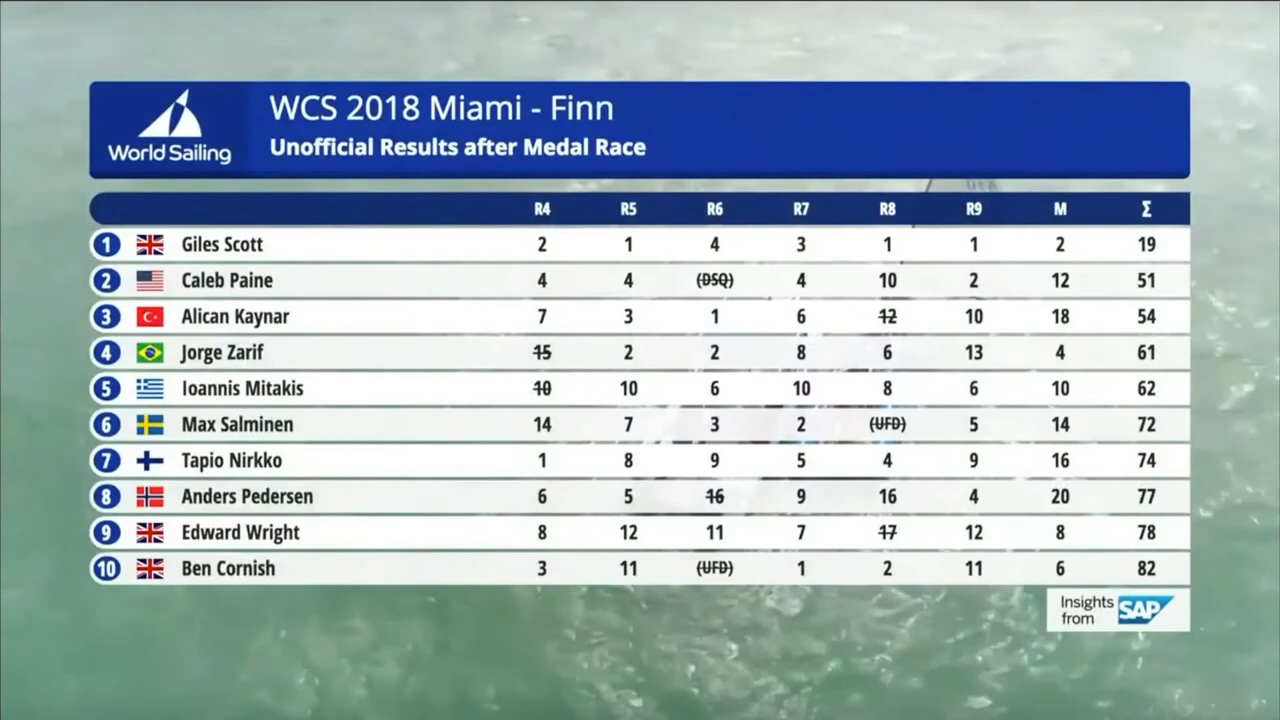 WCS 2018 Miami - Finn
World Sailing
Unofficial Results after Medal Race
R4 R5 R6 R7 R8 R9 M Σ
1 Giles Scott 2 1 4 3 1 1 2 19
2 Caleb Paine 4 4 (DSQ) 4 10 2 12 51
3 Alican Kaynar 7 3 1 6 12 10 18 54
4 Jorge Zarif 15 2 2 8 6 13 4 61
5 Ioannis Mitakis 10 10 6 10 8 6 10 62
6 Max Salminen 14 7 3 2 (UFD) 5 14 72
7 Tapio Nirkko 1 8 9 5 4 9 16 74
8 Anders Pedersen 6 5 16 9 16 4 20 77
9 Edward Wright 8 12 11 7 17 12 8 78
10 Ben Cornish 3 11 (UFD) 1 2 11 6 82
Insights
from SAP